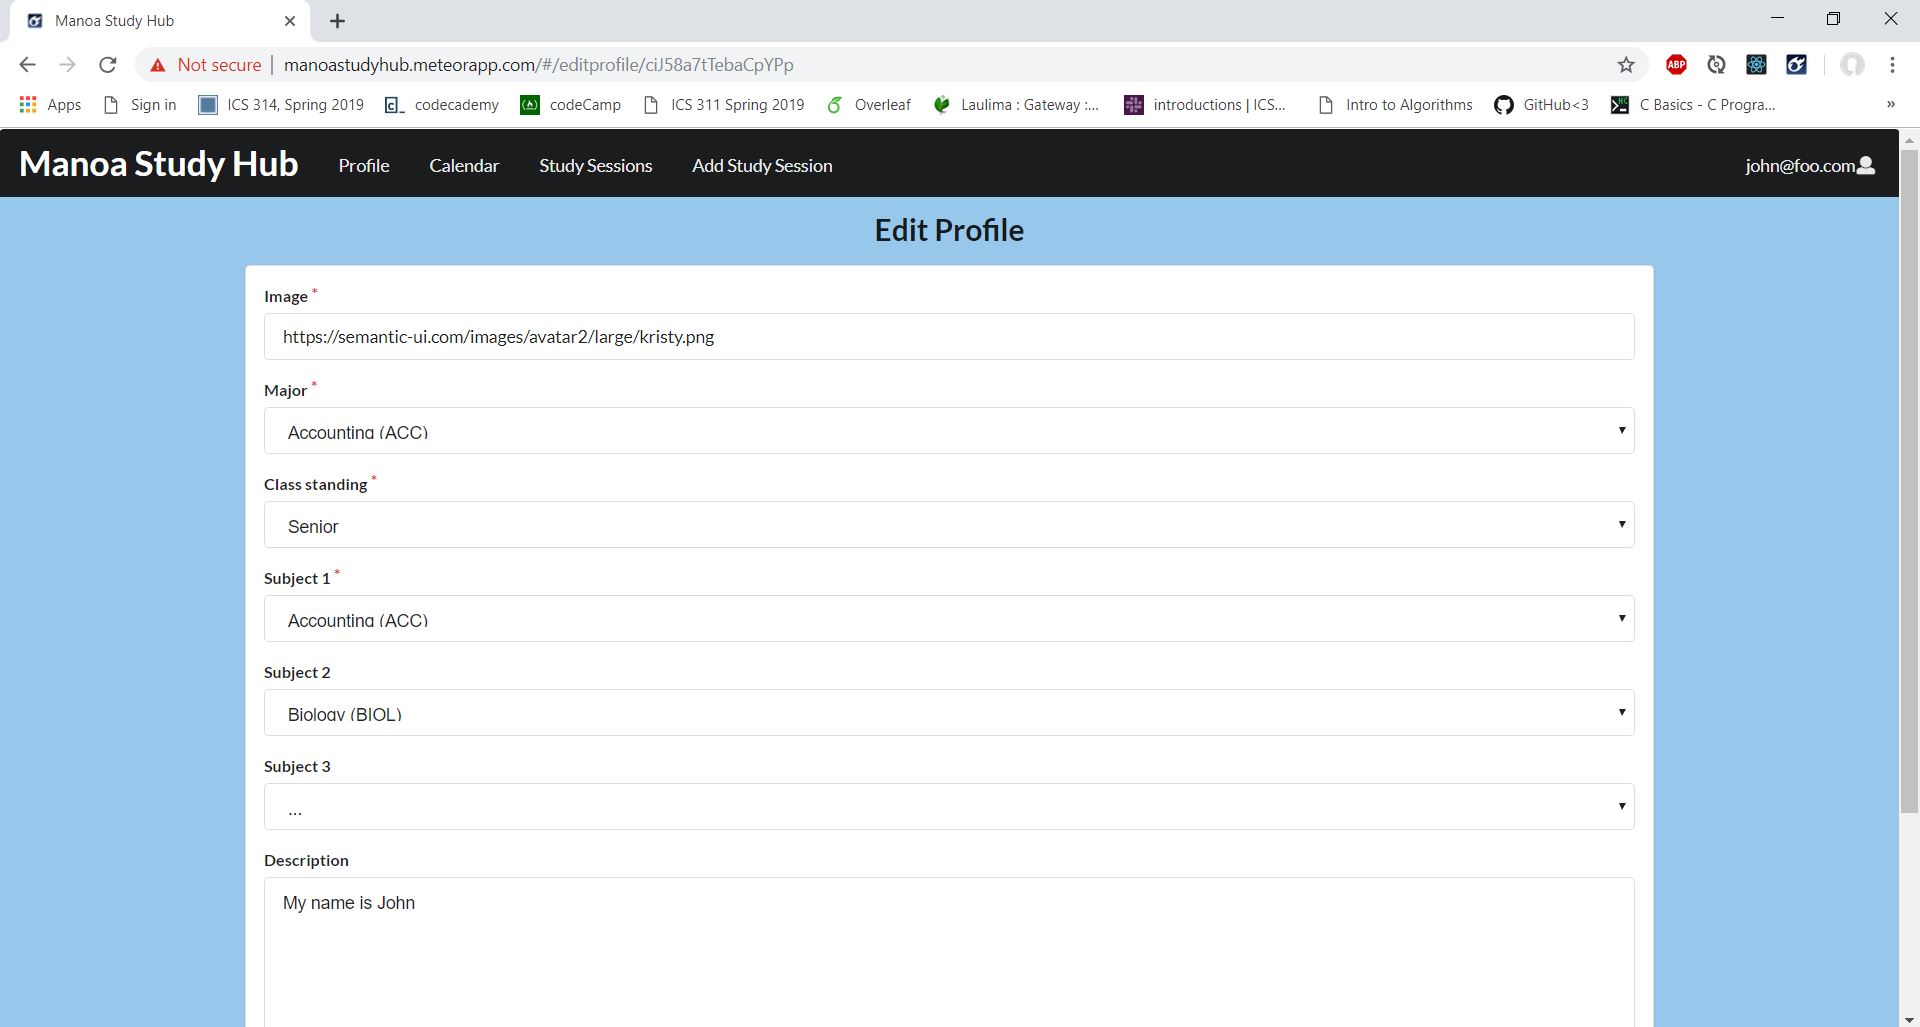 Manoa Study Hub
Not secure | manoastudyhub.meteorapp.com/#/editprofile/ciJ58a7tTebaCpYPp
ABP
Apps Sign in ICS 314, Spring 2019 codecademy codeCamp ICS 311 Spring 2019 Overleaf Laulima : Gateway :... introductions | ICS... Intro to Algorithms GitHub<3 C Basics - C Progra... »
Manoa Study Hub Profile Calendar Study Sessions Add Study Session john@foo.com
Edit Profile
Image *
https://semantic-ui.com/images/avatar2/large/kristy.png
Major *
Accounting (ACC)
Class standing *
Senior
Subject 1 *
Accounting (ACC)
Subject 2
Biology (BIOL)
Subject 3
...
Description
My name is John